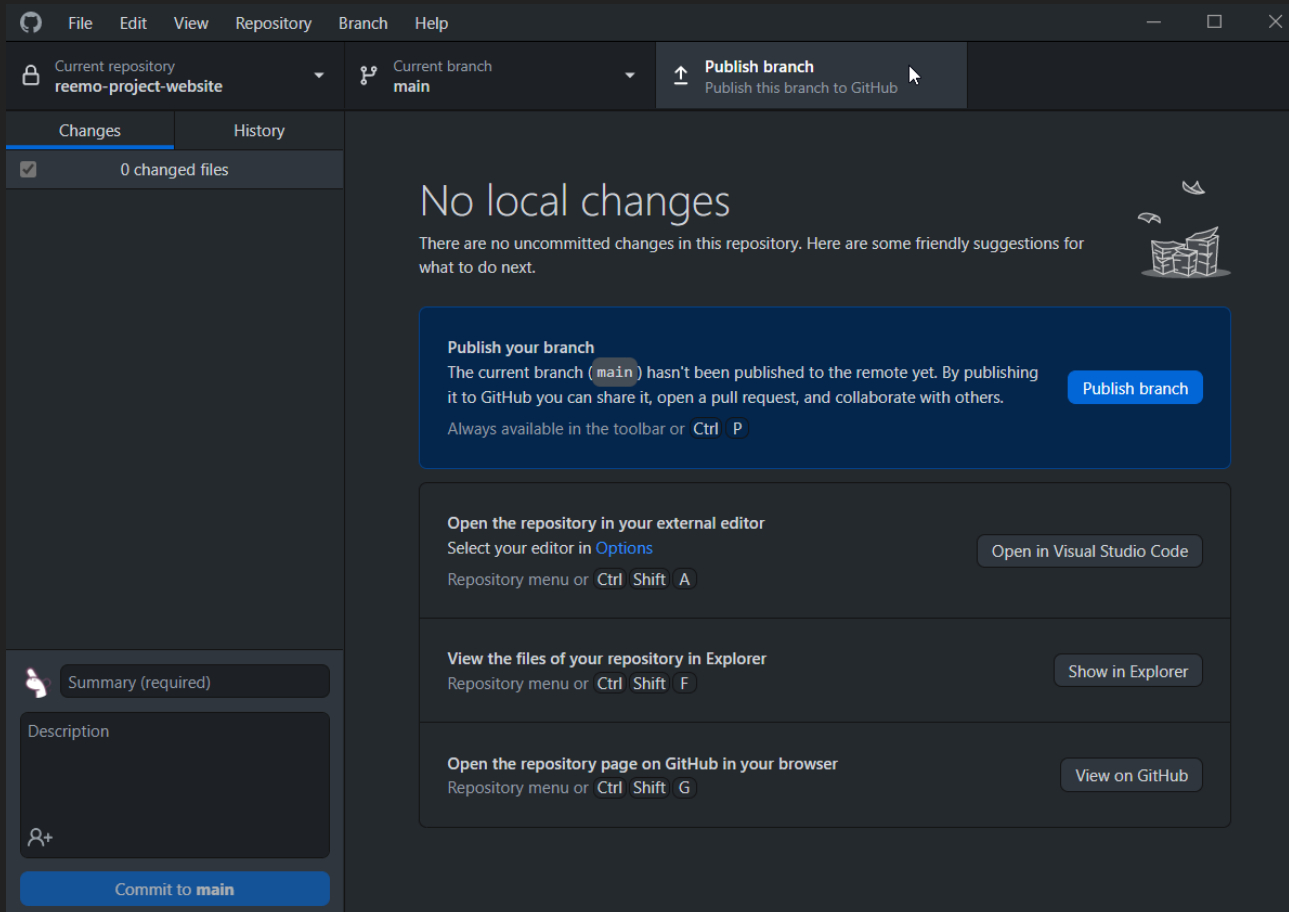 File Edit View Repository Branch Help
Current repository
reemo-project-website
Current branch
main
Publish branch
Publish this branch to GitHub
Changes History
0 changed files
No local changes
There are no uncommitted changes in this repository. Here are some friendly suggestions for
what to do next.
Publish your branch
The current branch (main) hasn't been published to the remote yet. By publishing
it to GitHub you can share it, open a pull request, and collaborate with others.
Always available in the toolbar or Ctrl P
Publish branch
Open the repository in your external editor
Select your editor in Options
Repository menu or Ctrl Shift A
Open in Visual Studio Code
View the files of your repository in Explorer
Repository menu or Ctrl Shift F
Show in Explorer
Open the repository page on GitHub in your browser
Repository menu or Ctrl Shift G
View on GitHub
Summary (required)
Description
Commit to main